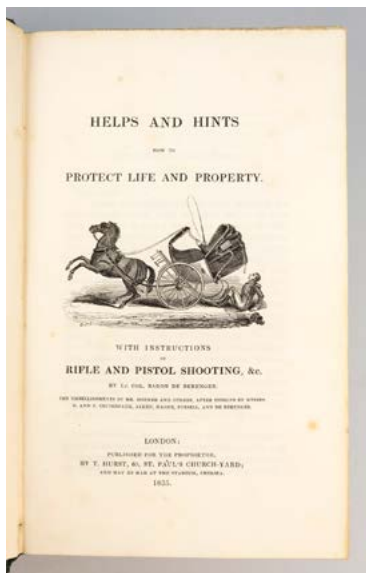 HELPS AND HINTS
HOW TO
PROTECT LIFE AND PROPERTY.
WITH INSTRUCTIONS
IN
RIFLE AND PISTOL SHOOTING, &c.
BY Lt. COL. BARON DE BERENGER.
THE EMBELLISHMENTS BY MR. BONNER AND OTHERS, AFTER DESIGNS BY MESSRS
G. AND R. CRUIKSHANK, ALKEN, HAGHE, FUSSELL, AND DE BERENGER.
LONDON:
PUBLISHED FOR THE PROPRIETOR,
BY T. HURST, 65, ST. PAUL'S CHURCH-YARD;
AND MAY BE HAD AT THE STADIUM, CHELSEA.
1835.